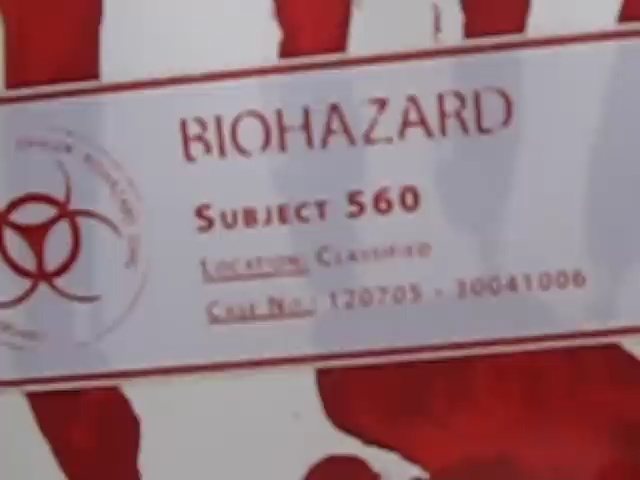 BIOHAZARD
SUBJECT 560
LOCATION: CLASSIFIED
CASE NO.: 120705 - 30041006